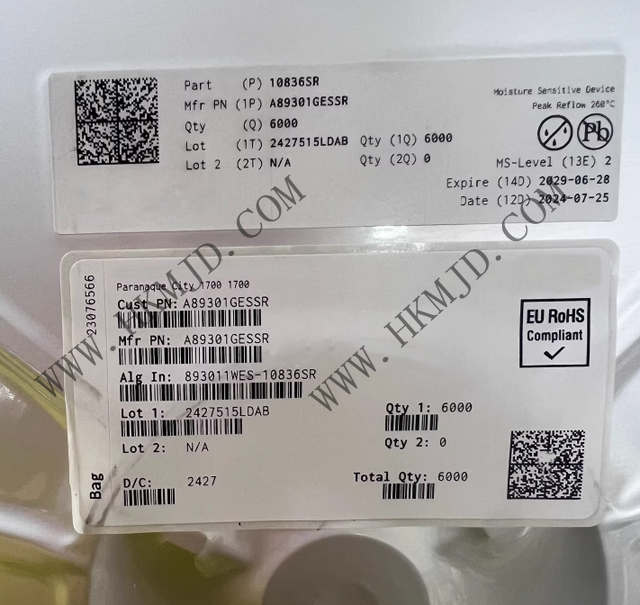 Part (P) 10836SR
Mfr PN (1P) A89301GESSR
Qty (Q) 6000
Lot (1T) 2427515LDAB Qty (1Q) 6000
Lot 2 (2T) N/A Qty (2Q) 0
Moisture Sensitive Device
Peak Reflow 260°C
Pb
MS-Level (13E) 2
Expire (14D) 2029-06-28
Date (12D) 2024-07-25
23076566
Bag
Paranaque City 1700 1700
Cust PN: A89301GESSR
Mfr PN: A89301GESSR
Alg In: 893011WES-10836SR
Lot 1: 2427515LDAB
Qty 1: 6000
Lot 2: N/A
Qty 2: 0
D/C: 2427
Total Qty: 6000
EU RoHS
Compliant
WWW.HKMJD.COM
WWW.HKMJD.COM